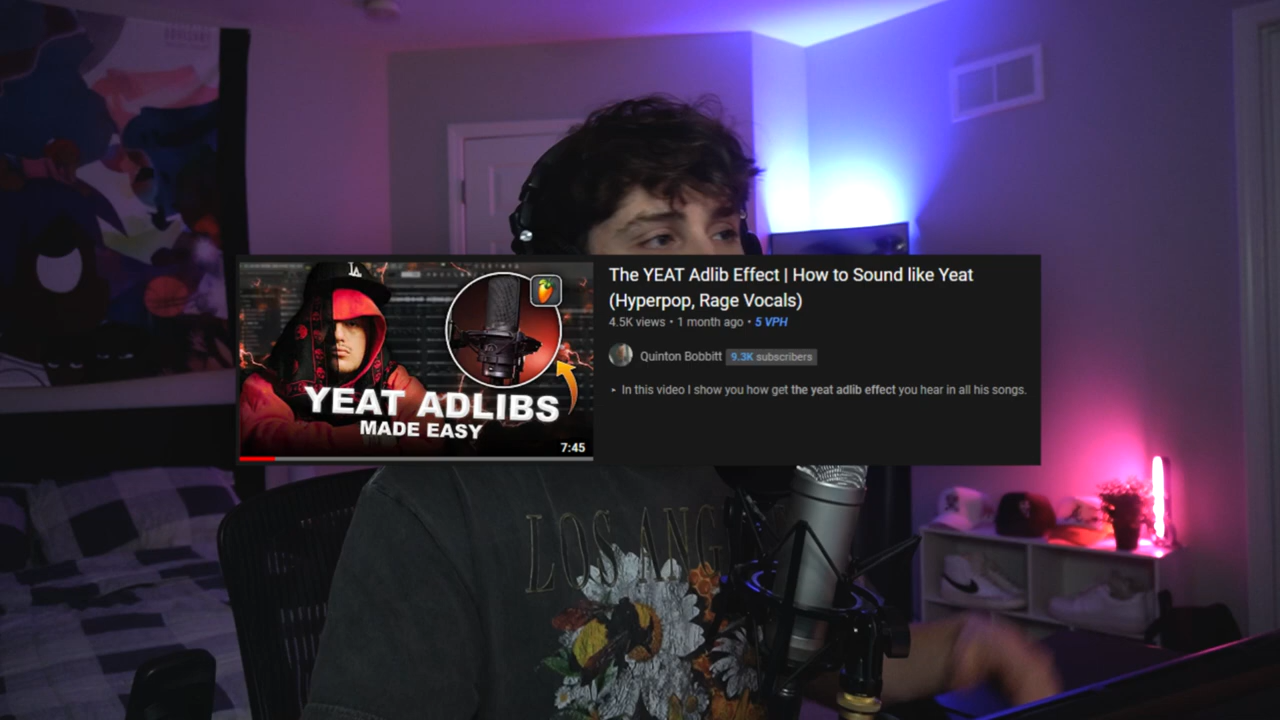 LA
YEAT ADLIBS
MADE EASY
7:45
The YEAT Adlib Effect | How to Sound like Yeat
(Hyperpop, Rage Vocals)
4.5K views • 1 month ago • 5 VPH
Quinton Bobbitt 9.3K subscribers
In this video I show you how get the yeat adlib effect you hear in all his songs.
LOS ANG